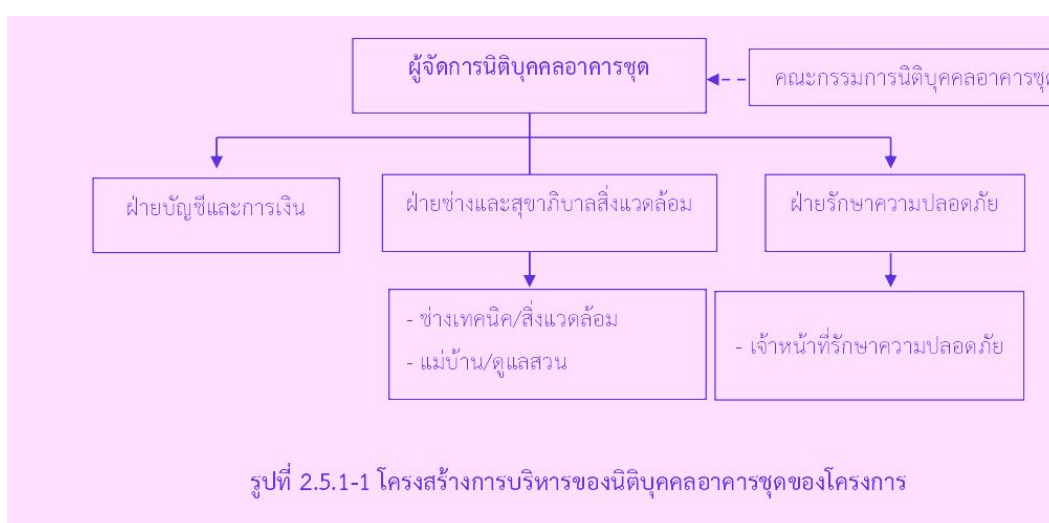 ผู้จัดการนิติบุคคลอาคารชุด
คณะกรรมการนิติบุคคลอาคารชุด
ฝ่ายบัญชีและการเงิน
ฝ่ายช่างและสุขาภิบาลสิ่งแวดล้อม
ฝ่ายรักษาความปลอดภัย
- ช่างเทคนิค/สิ่งแวดล้อม
- แม่บ้าน/ดูแลสวน
- เจ้าหน้าที่รักษาความปลอดภัย
รูปที่ 2.5.1-1 โครงสร้างการบริหารของนิติบุคคลอาคารชุดของโครงการ